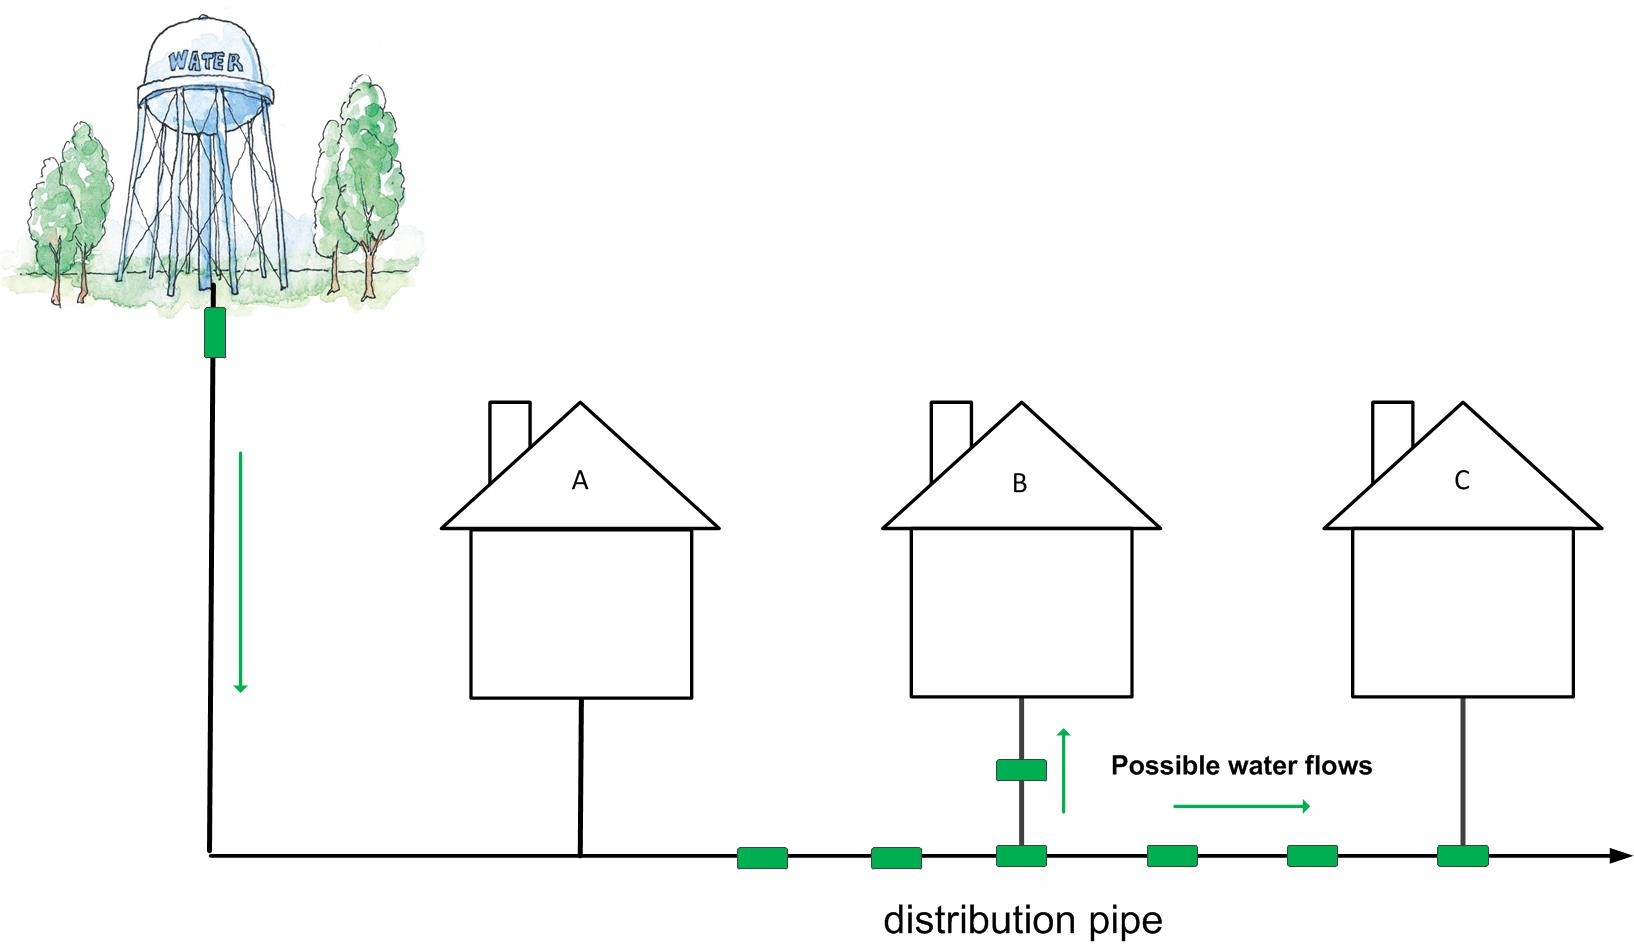 WATER
A
B
C
Possible water flows
distribution pipe